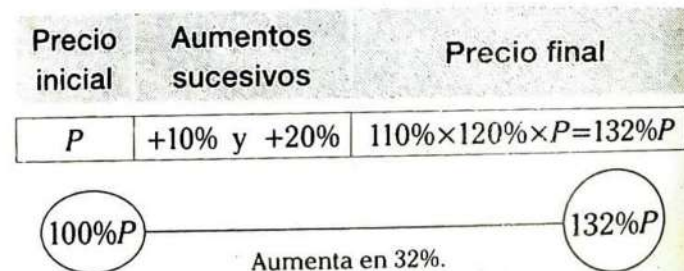 Precio inicial
Aumentos sucesivos
Precio final
P
+10% y +20%
110%×120%×P=132%P
100%P
132%P
Aumenta en 32%.